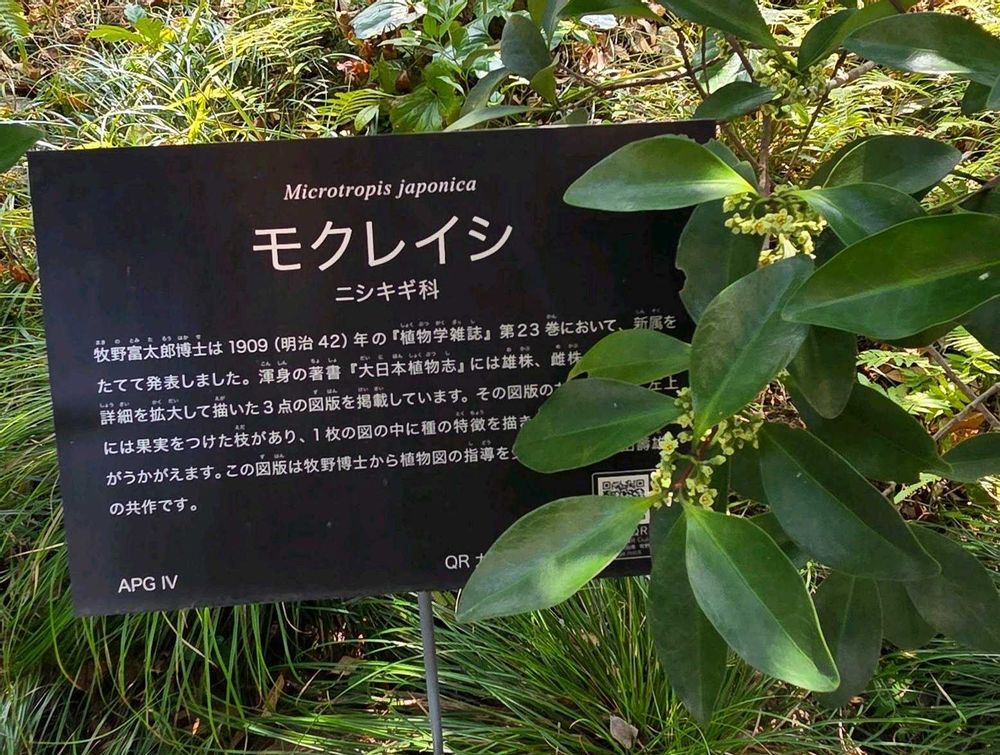 Microtropis japonica
モクレイシ
ニシキギ科
牧野富太郎博士は1909（明治42）年の『植物学雑誌』第23巻において、新属を
たてて発表しました。渾身の著書『大日本植物志』には雄株、雌株
詳細を拡大して描いた3点の図版を掲載しています。その図版の 左上
には果実をつけた枝があり、1枚の図の中に種の特徴を描き
がうかがえます。この図版は牧野博士から植物図の指導を
の共作です。
APG IV
QR